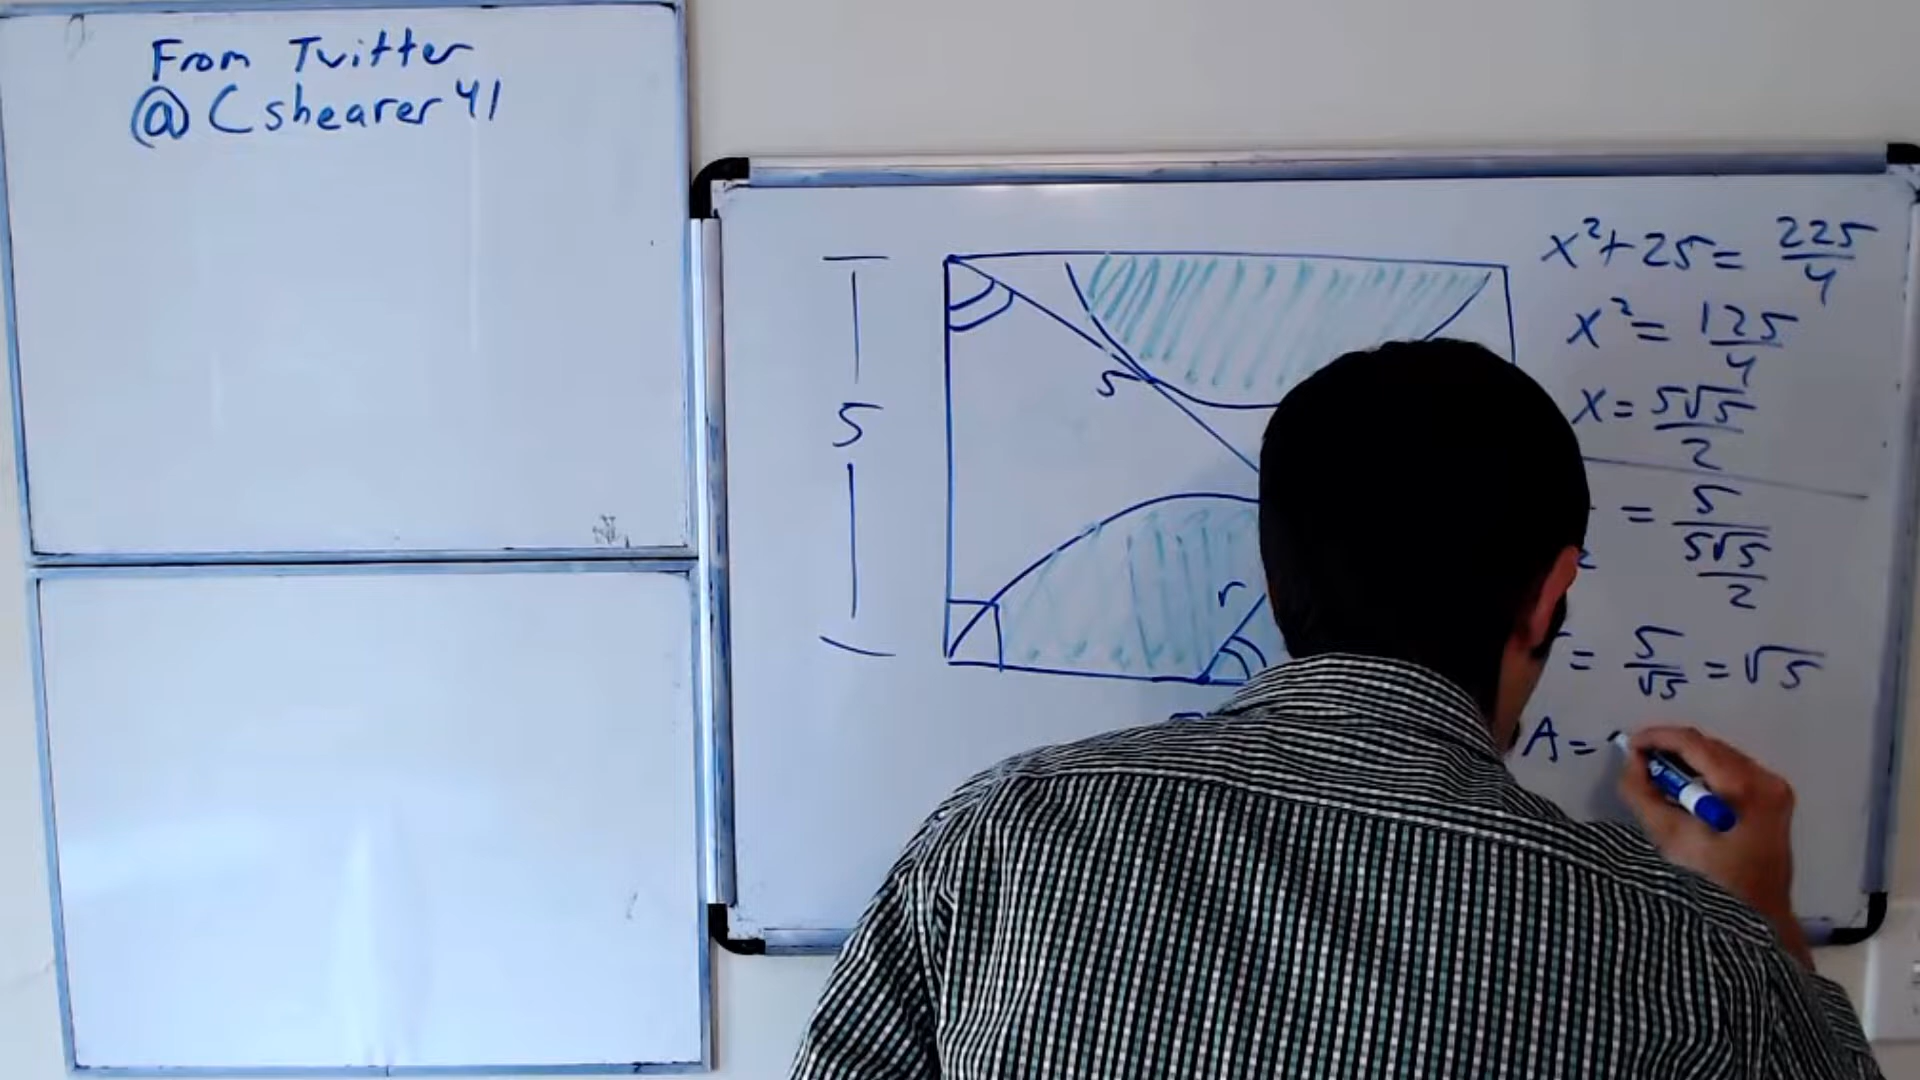 From Twitter
@Cshearer41
5
5
r
x²+25 = 225/4
x² = 125/4
x = 5√5/2
= 5/(5√5/2)
= 5/√5 = √5
A =